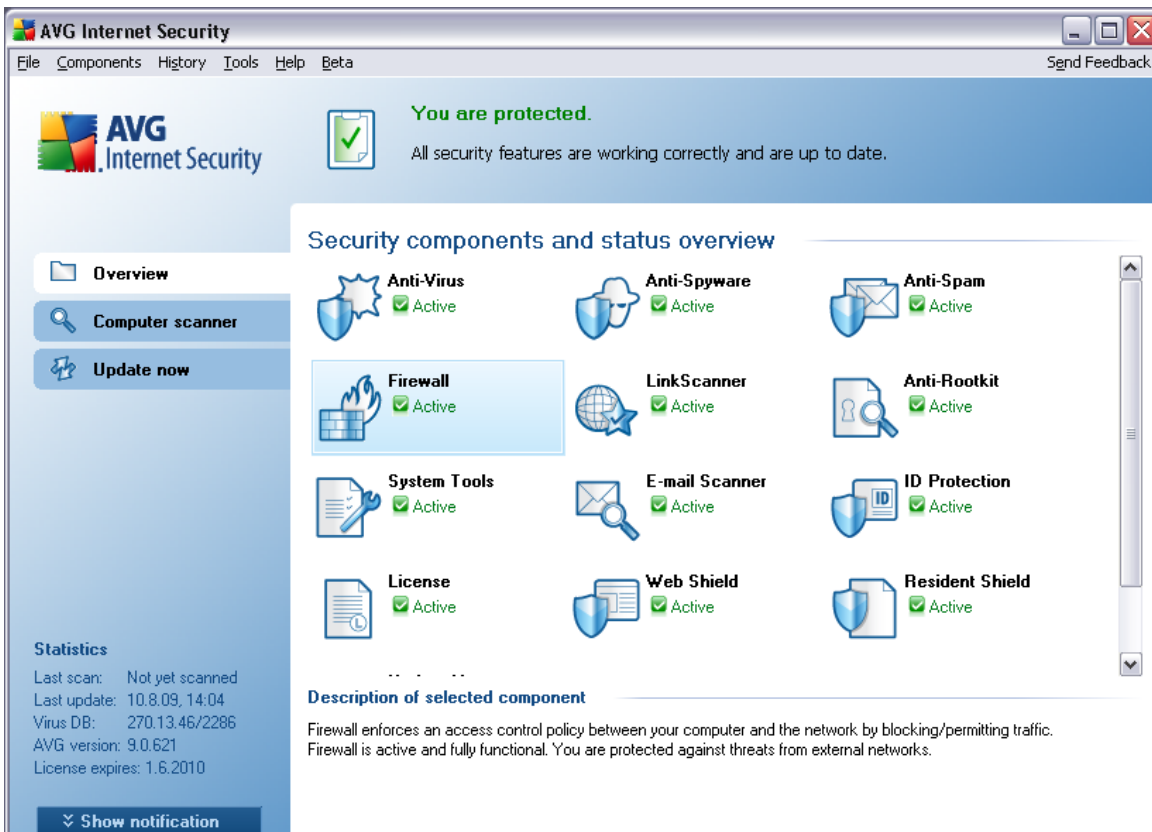 AVG Internet Security
File Components History Tools Help Beta Send Feedback
AVG
Internet Security
You are protected.
All security features are working correctly and are up to date.
Overview
Computer scanner
Update now
Security components and status overview
Anti-Virus
Active
Anti-Spyware
Active
Anti-Spam
Active
Firewall
Active
LinkScanner
Active
Anti-Rootkit
Active
System Tools
Active
E-mail Scanner
Active
ID Protection
ID
Active
License
Active
L
Web Shield
Active
Resident Shield
Active
Statistics
Last scan: Not yet scanned
Last update: 10.8.09, 14:04
Virus DB: 270.13.46/2286
AVG version: 9.0.621
License expires: 1.6.2010
Show notification
Description of selected component
Firewall enforces an access control policy between your computer and the network by blocking/permitting traffic.
Firewall is active and fully functional. You are protected against threats from external networks.